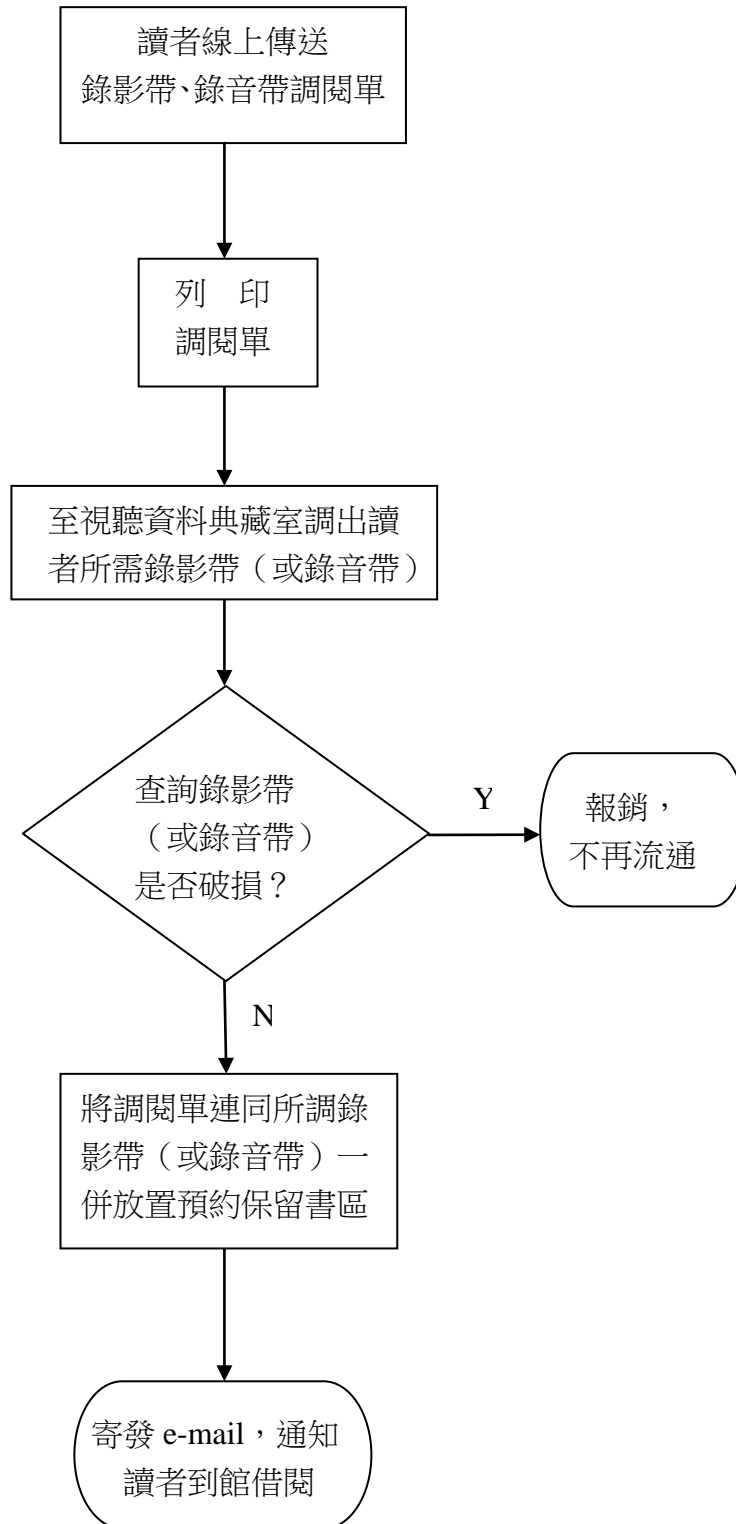 讀者線上傳送
錄影帶、錄音帶調閱單
列　印
調閱單
至視聽資料典藏室調出讀
者所需錄影帶（或錄音帶）
查詢錄影帶
（或錄音帶）
是否破損？
Y
報銷，
不再流通
N
將調閱單連同所調錄
影帶（或錄音帶）一
併放置預約保留書區
寄發 e-mail，通知
讀者到館借閱